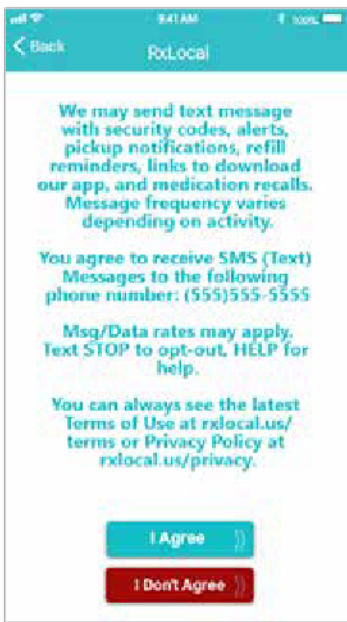 9:41 AM
100%
Back
RxLocal
We may send text message
with security codes, alerts,
pickup notifications, refill
reminders, links to download
our app, and medication recalls.
Message frequency varies
depending on activity.
You agree to receive SMS (Text)
Messages to the following
phone number: (555)555-5555
Msg/Data rates may apply.
Text STOP to opt-out, HELP for
help.
You can always see the latest
Terms of Use at rxlocal.us/
terms or Privacy Policy at
rxlocal.us/privacy.
I Agree
I Don't Agree